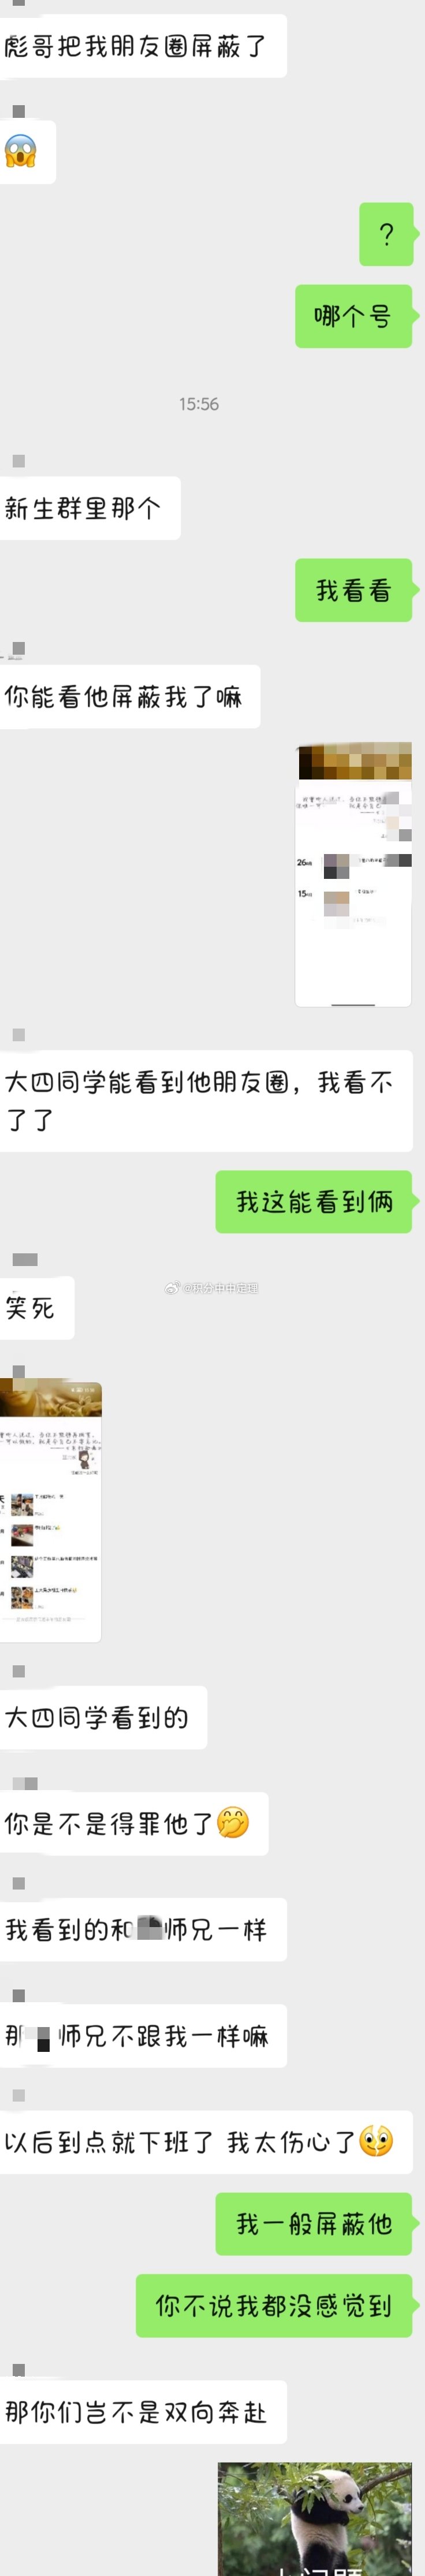 彪哥把我朋友圈屏蔽了
?
哪个号
15:56
新生群里那个
我看看
你能看他屏蔽我了嘛
26
15
大四同学能看到他朋友圈，我看不
了了
我这能看到俩
@积分中中定理
笑死
大四同学看到的
你是不是得罪他了
我看到的和 师兄一样
那 师兄不跟我一样嘛
以后到点就下班了 我太伤心了
我一般屏蔽他
你不说我都没感觉到
那你们岂不是双向奔赴